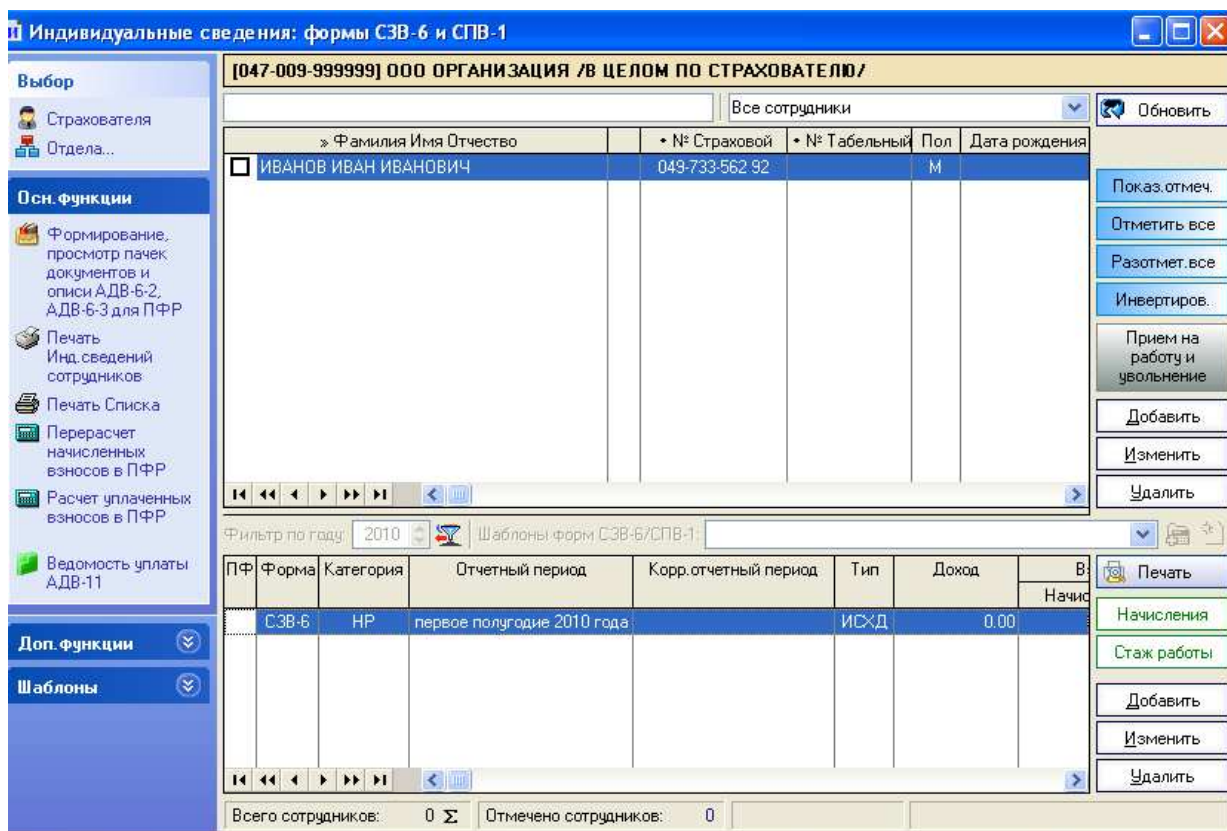 Индивидуальные сведения: формы СЗВ-6 и СПВ-1
Выбор
Страхователя
Отдела...
Осн.функции
Формирование,
просмотр пачек
документов и
описи АДВ-6-2,
АДВ-6-3 для ПФР
Печать
Инд.сведений
сотрудников
Печать Списка
Перерасчет
начисленных
взносов в ПФР
Расчет уплаченных
взносов в ПФР
Ведомость уплаты
АДВ-11
Доп.функции
Шаблоны
[047-009-999999] ООО ОРГАНИЗАЦИЯ /В ЦЕЛОМ ПО СТРАХОВАТЕЛЮ/
Все сотрудники
» Фамилия Имя Отчество • № Страховой • № Табельный Пол Дата рождения
ИВАНОВ ИВАН ИВАНОВИЧ 049-733-562 92 М
Фильтр по году: 2010 Шаблоны форм СЗВ-6/СПВ-1:
ПФ Форма Категория Отчетный период Корр.отчетный период Тип Доход Вз
Начис
СЗВ-6 НР первое полугодие 2010 года ИСХД 0.00
Всего сотрудников: 0 Σ Отмечено сотрудников: 0
Обновить
Показ.отмеч.
Отметить все
Разотмет.все
Инвертиров.
Прием на
работу и
увольнение
Добавить
Изменить
Удалить
Печать
Начисления
Стаж работы
Добавить
Изменить
Удалить